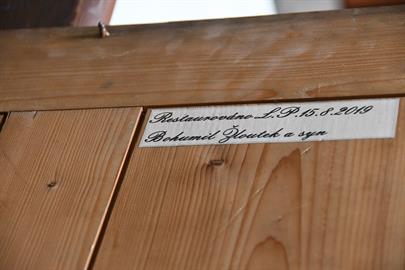 Restaurováno L.P.15.8.2019
Bohumil Žloutek a syn